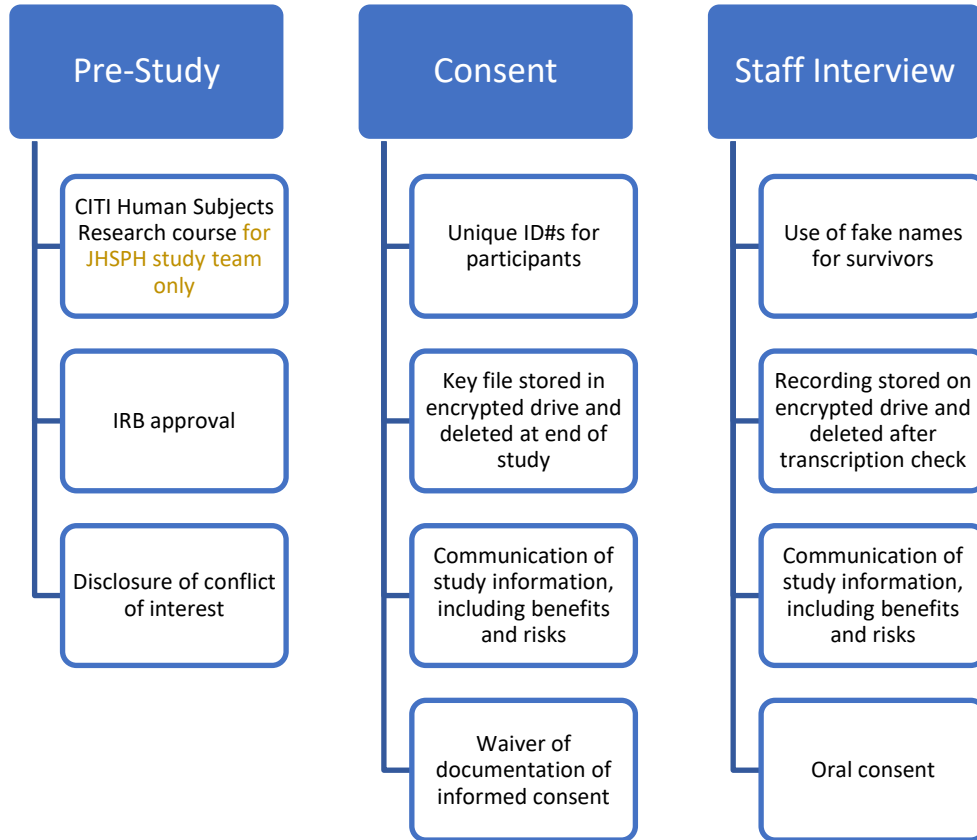 Pre-Study
CITI Human Subjects
Research course for
JHSPH study team
only
IRB approval
Disclosure of conflict
of interest
Consent
Unique ID#s for
participants
Key file stored in
encrypted drive and
deleted at end of
study
Communication of
study information,
including benefits
and risks
Waiver of
documentation of
informed consent
Staff Interview
Use of fake names
for survivors
Recording stored on
encrypted drive and
deleted after
transcription check
Communication of
study information,
including benefits
and risks
Oral consent